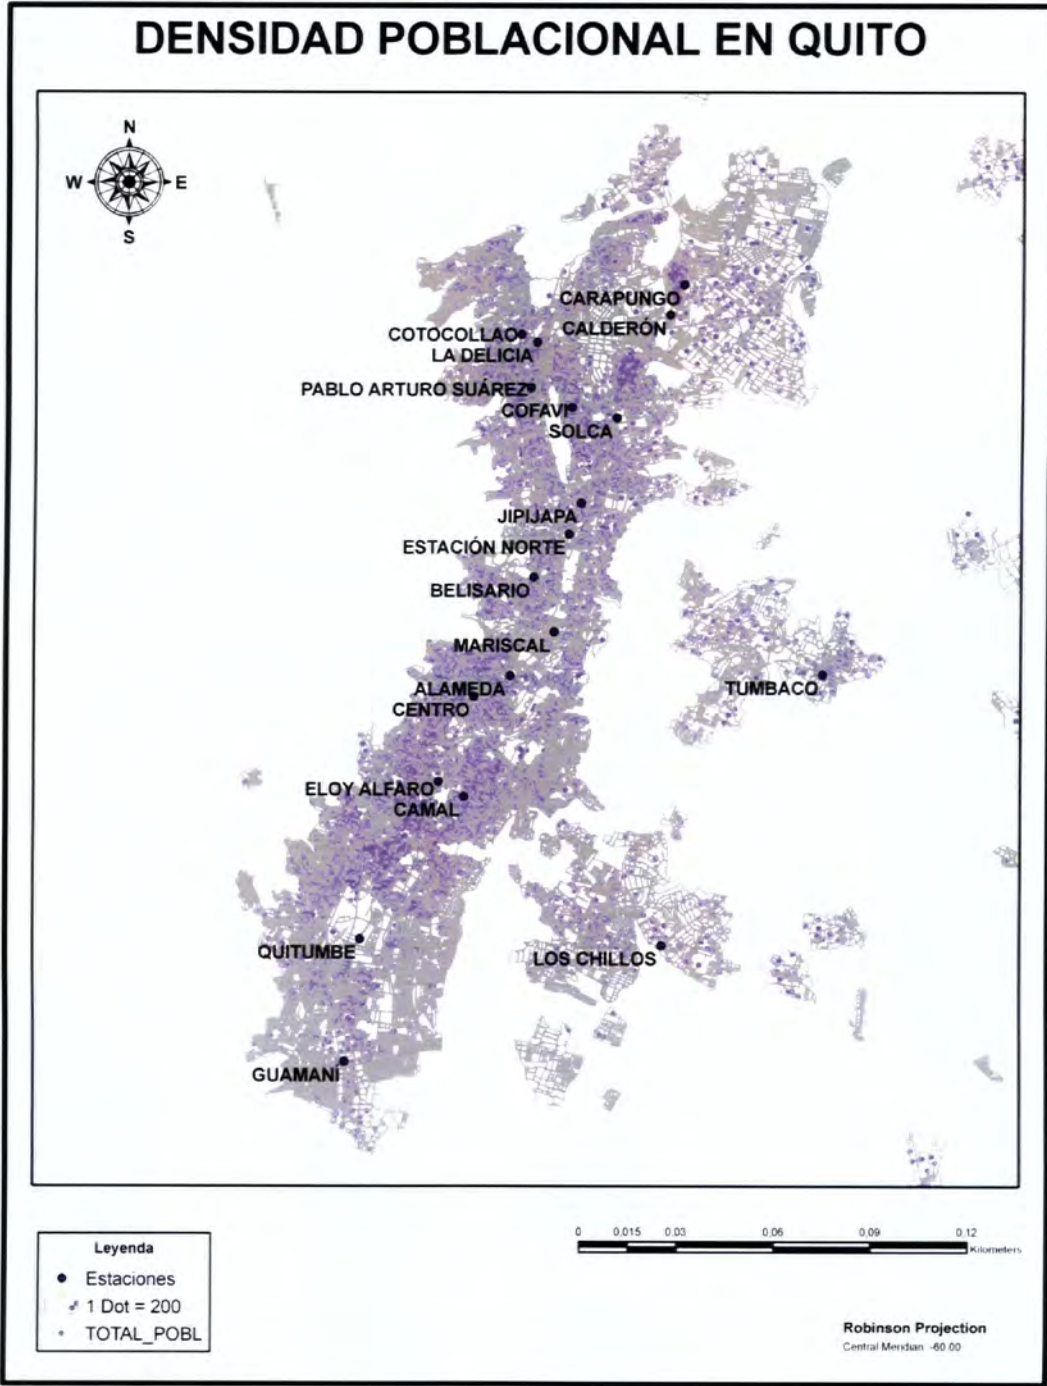 DENSIDAD POBLACIONAL EN QUITO
N
W E
S
CARAPUNGO
CALDERÓN
COTOCOLLAO
LA DELICIA
PABLO ARTURO SUÁREZ
COFAVI
SOLCA
JIPIJAPA
ESTACIÓN NORTE
BELISARIO
MARISCAL
ALAMEDA
CENTRO
TUMBACO
ELOY ALFARO
CAMAL
QUITUMBE
LOS CHILLOS
GUAMANÍ
0 0,015 0,03 0,06 0,09 0,12
Kilometers
Leyenda
Estaciones
1 Dot = 200
TOTAL_POBL
Robinson Projection
Central Meridian -60.00